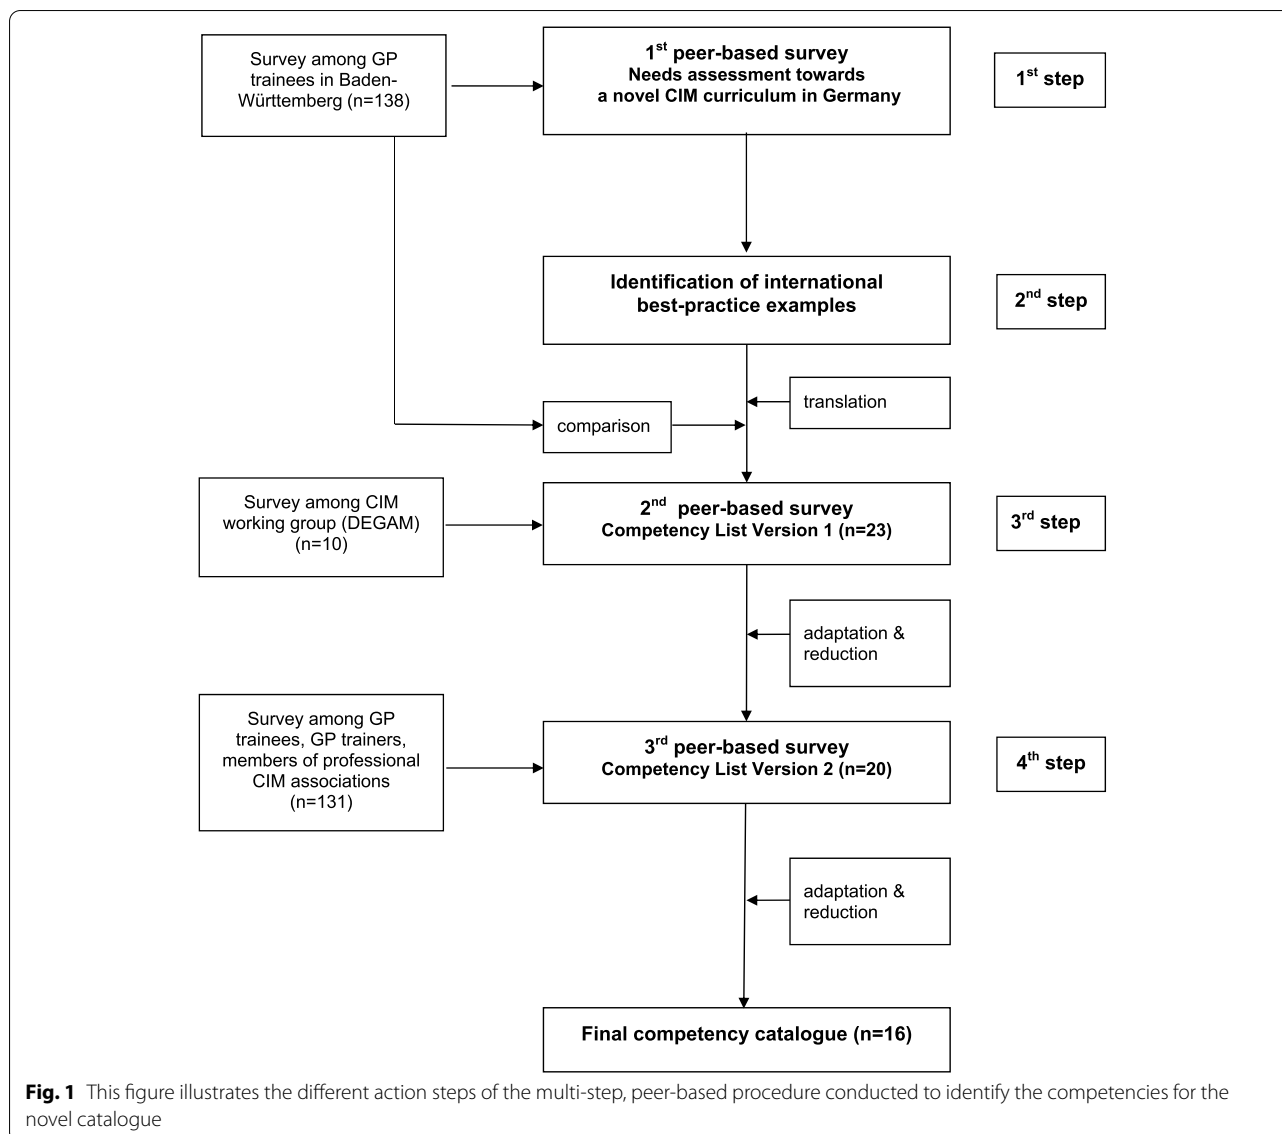 Survey among GP
trainees in Baden-
Württemberg (n=138)
1st peer-based survey
Needs assessment towards
a novel CIM curriculum in Germany
1st step
Identification of international
best-practice examples
2nd step
translation
comparison
Survey among CIM
working group (DEGAM)
(n=10)
2nd peer-based survey
Competency List Version 1 (n=23)
3rd step
adaptation &
reduction
Survey among GP
trainees, GP trainers,
members of professional
CIM associations
(n=131)
3rd peer-based survey
Competency List Version 2 (n=20)
4th step
adaptation &
reduction
Final competency catalogue (n=16)
Fig. 1 This figure illustrates the different action steps of the multi-step, peer-based procedure conducted to identify the competencies for the
novel catalogue